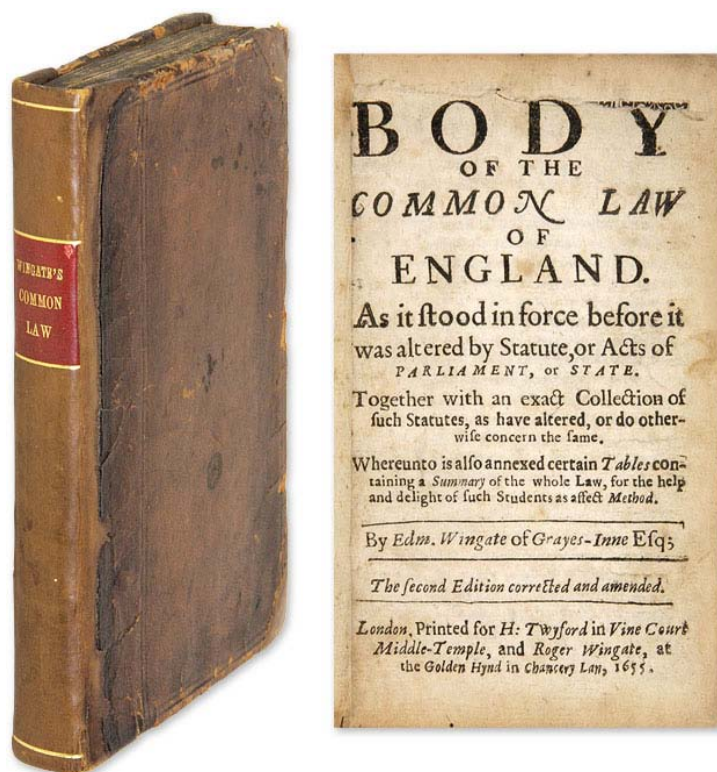 WINGATE'S
COMMON
LAW
BODY
OF THE
COMMON LAW
OF
ENGLAND.
As it ſtood in force before it
was altered by Statute, or Acts of
PARLIAMENT, or STATE.
Together with an exact Collection of
ſuch Statutes, as have altered, or do other-
wiſe concern the ſame.
Whereunto is alſo annexed certain Tables con-
taining a Summary of the whole Law, for the help
and delight of ſuch Students as affect Method.
By Edm. Wingate of Grayes-Inne Eſq;
The ſecond Edition corrected and amended.
London, Printed for H: Twyford in Vine Court
Middle-Temple, and Roger Wingate, at
the Golden Hynd in Chancery Lan, 1655.